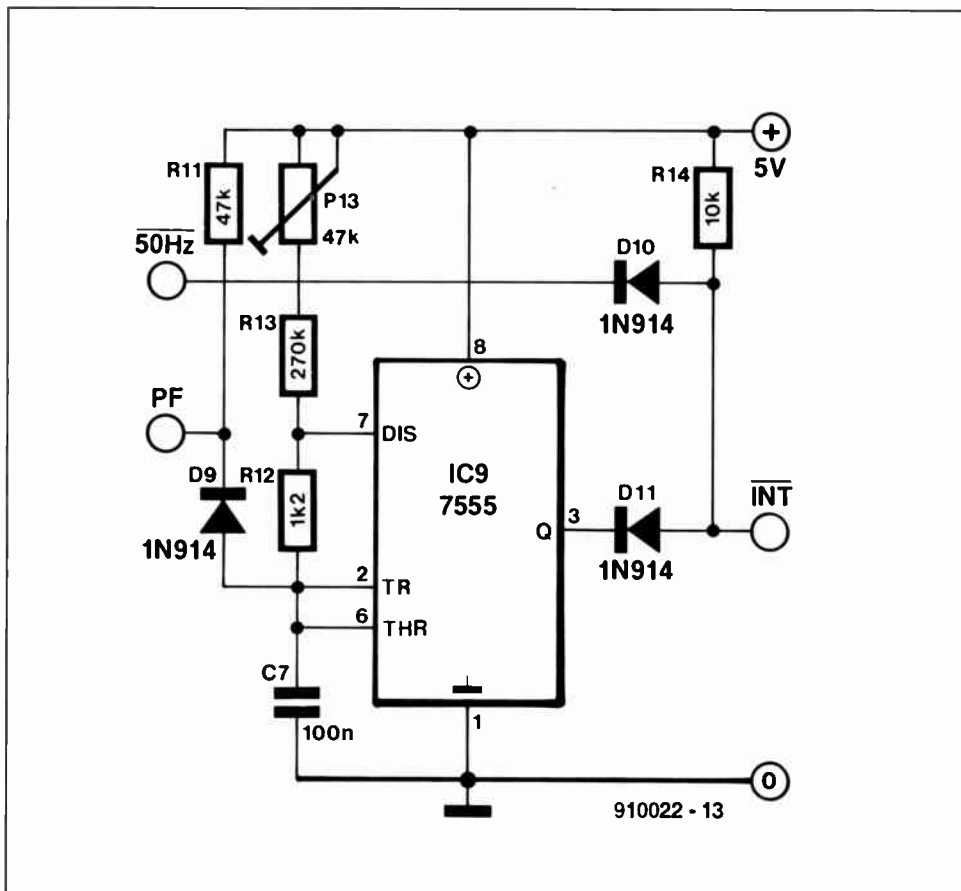 +
5V
R11
47k
P13
47k
R14
10k
50Hz
D10
1N914
R13
270k
8
+
PF
7
DIS
D9
R12
1k2
IC9
7555
D11
INT
1N914
Q
3
1N914
2
TR
6
THR
C7
100n
1
0
910022 - 13